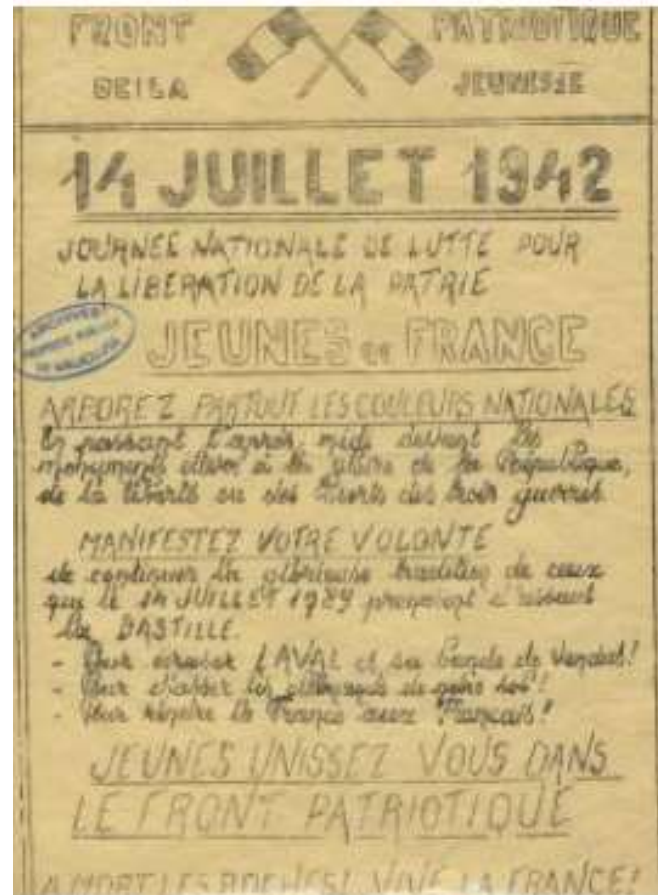 FRONT PATRIOTIQUE
DE LA JEUNESSE
14 JUILLET 1942
JOURNÉE NATIONALE DE LUTTE POUR
LA LIBERATION DE LA PATRIE
ARCHIVES
JEUNES DE FRANCE
ARBOREZ PARTOUT LES COULEURS NATIONALES
En passant l'après midi devant les
monuments élevés à la gloire de la République,
de la liberté ou des Morts des trois guerres.
MANIFESTEZ VOTRE VOLONTE
de continuer la glorieuse tradition de ceux
qui le 14 JUILLET 1789 prenaient d'assaut
la BASTILLE.
- Pour écraser LAVAL et sa bande de vendus!
- Pour chasser les allemands de notre sol!
- Pour rendre la France aux Français!
JEUNES UNISSEZ VOUS DANS
LE FRONT PATRIOTIQUE
A MORT LES BOCHES! VIVE LA FRANCE!